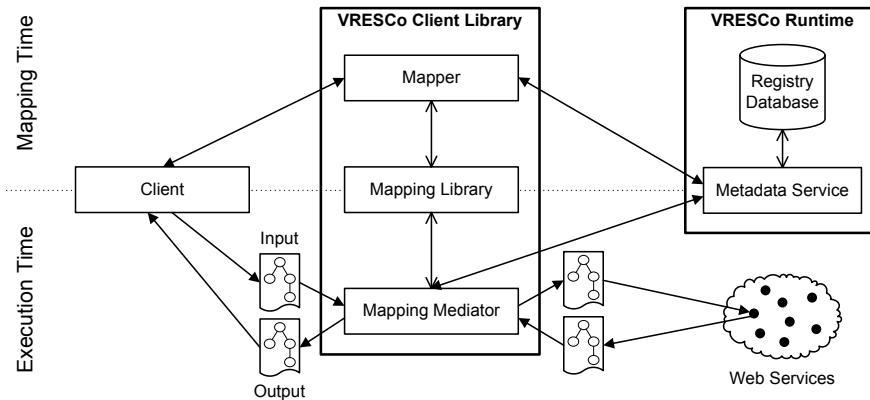 VRESCo Client Library
VRESCo Runtime
Mapping Time
Mapper
Registry
Database
Client
Mapping Library
Metadata Service
Execution Time
Input
Mapping Mediator
Output
Web Services